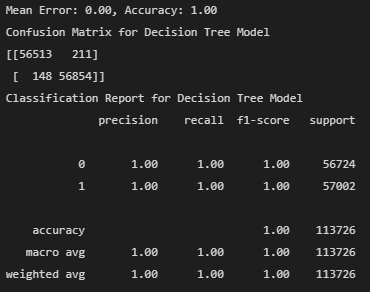 Mean Error: 0.00, Accuracy: 1.00
Confusion Matrix for Decision Tree Model
[[56513   211]
 [  148 56854]]
Classification Report for Decision Tree Model
              precision    recall  f1-score   support

           0       1.00      1.00      1.00     56724
           1       1.00      1.00      1.00     57002

    accuracy                           1.00    113726
   macro avg       1.00      1.00      1.00    113726
weighted avg       1.00      1.00      1.00    113726